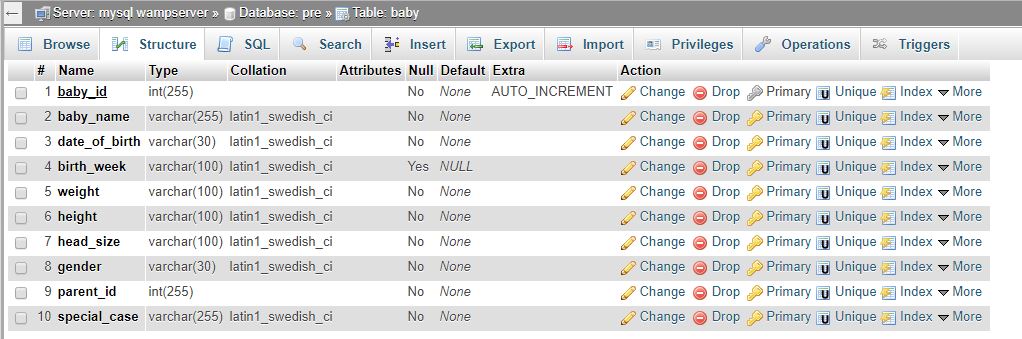 Server: mysql wampserver » Database: pre » Table: baby
Browse Structure SQL Search Insert Export Import Privileges Operations Triggers
# Name Type Collation Attributes Null Default Extra Action
1 baby_id int(255) No None AUTO_INCREMENT Change Drop Primary Unique Index More
2 baby_name varchar(255) latin1_swedish_ci No None Change Drop Primary Unique Index More
3 date_of_birth varchar(30) latin1_swedish_ci No None Change Drop Primary Unique Index More
4 birth_week varchar(100) latin1_swedish_ci Yes NULL Change Drop Primary Unique Index More
5 weight varchar(100) latin1_swedish_ci No None Change Drop Primary Unique Index More
6 height varchar(100) latin1_swedish_ci No None Change Drop Primary Unique Index More
7 head_size varchar(100) latin1_swedish_ci No None Change Drop Primary Unique Index More
8 gender varchar(30) latin1_swedish_ci No None Change Drop Primary Unique Index More
9 parent_id int(255) No None Change Drop Primary Unique Index More
10 special_case varchar(255) latin1_swedish_ci No None Change Drop Primary Unique Index More